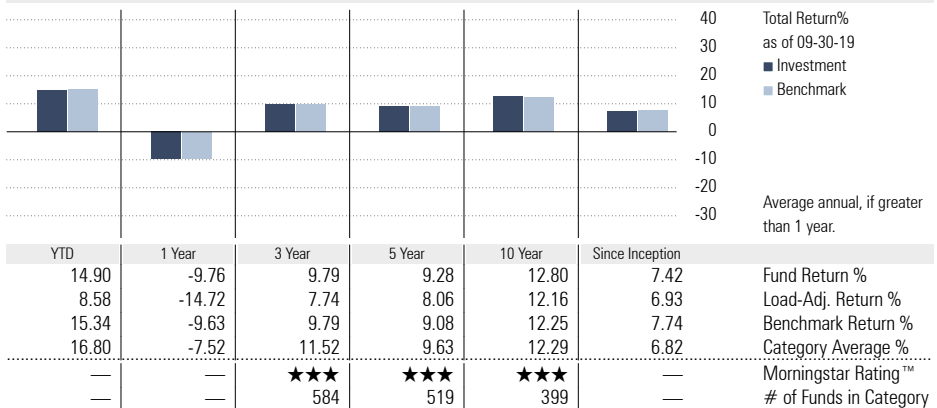 40
30
20
10
0
-10
-20
-30
Total Return%
as of 09-30-19
■ Investment
■ Benchmark
Average annual, if greater
than 1 year.
YTD 1 Year 3 Year 5 Year 10 Year Since Inception
14.90 -9.76 9.79 9.28 12.80 7.42 Fund Return %
8.58 -14.72 7.74 8.06 12.16 6.93 Load-Adj. Return %
15.34 -9.63 9.79 9.08 12.25 7.74 Benchmark Return %
16.80 -7.52 11.52 9.63 12.29 6.82 Category Average %
— — ★★★ ★★★ ★★★ — Morningstar Rating™
— — 584 519 399 — # of Funds in Category